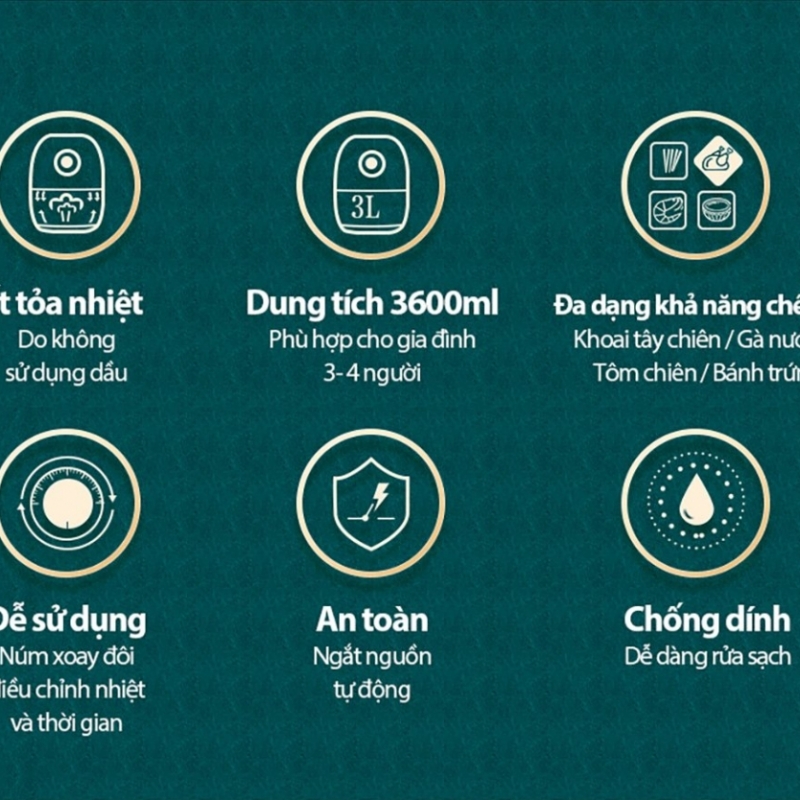 3L
t tỏa nhiệt
Do không
sử dụng dầu
Dung tích 3600ml
Phù hợp cho gia đình
3- 4 người
Đa dạng khả năng chế
Khoai tây chiên / Gà nướ
Tôm chiên / Bánh trứn
Dễ sử dụng
Núm xoay đôi
điều chỉnh nhiệt
và thời gian
An toàn
Ngắt nguồn
tự động
Chống dính
Dễ dàng rửa sạch